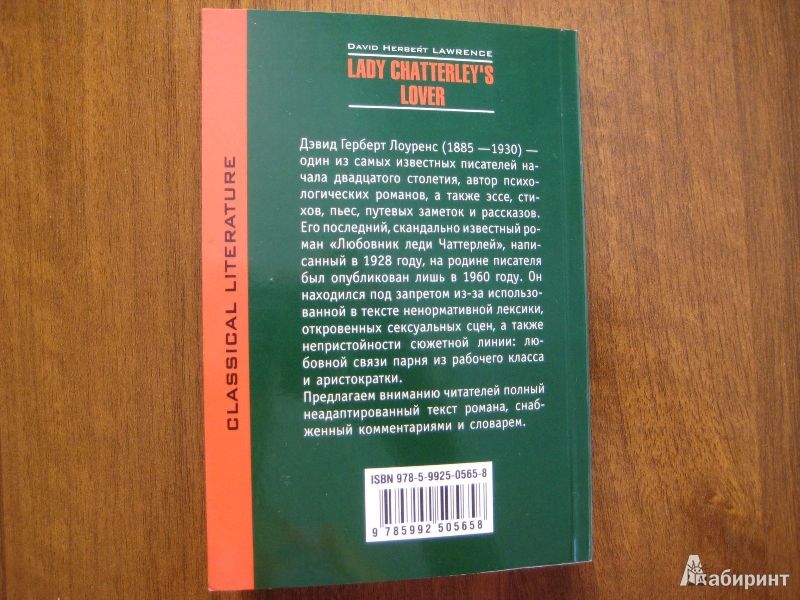 DAVID HERBERT LAWRENCE
LADY CHATTERLEY'S
LOVER
CLASSICAL LITERATURE
Дэвид Герберт Лоуренс (1885 —1930) —
один из самых известных писателей на-
чала двадцатого столетия, автор психо-
логических романов, а также эссе, сти-
хов, пьес, путевых заметок и рассказов.
Его последний, скандально известный ро-
ман «Любовник леди Чаттерлей», напи-
санный в 1928 году, на родине писателя
был опубликован лишь в 1960 году. Он
находился под запретом из-за использо-
ванной в тексте ненормативной лексики,
откровенных сексуальных сцен, а также
непристойности сюжетной линии: лю-
бовной связи парня из рабочего класса
и аристократки.
Предлагаем вниманию читателей полный
неадаптированный текст романа, снаб-
женный комментариями и словарем.
ISBN 978-5-9925-0565-8
9 785992 505658
Лабиринт